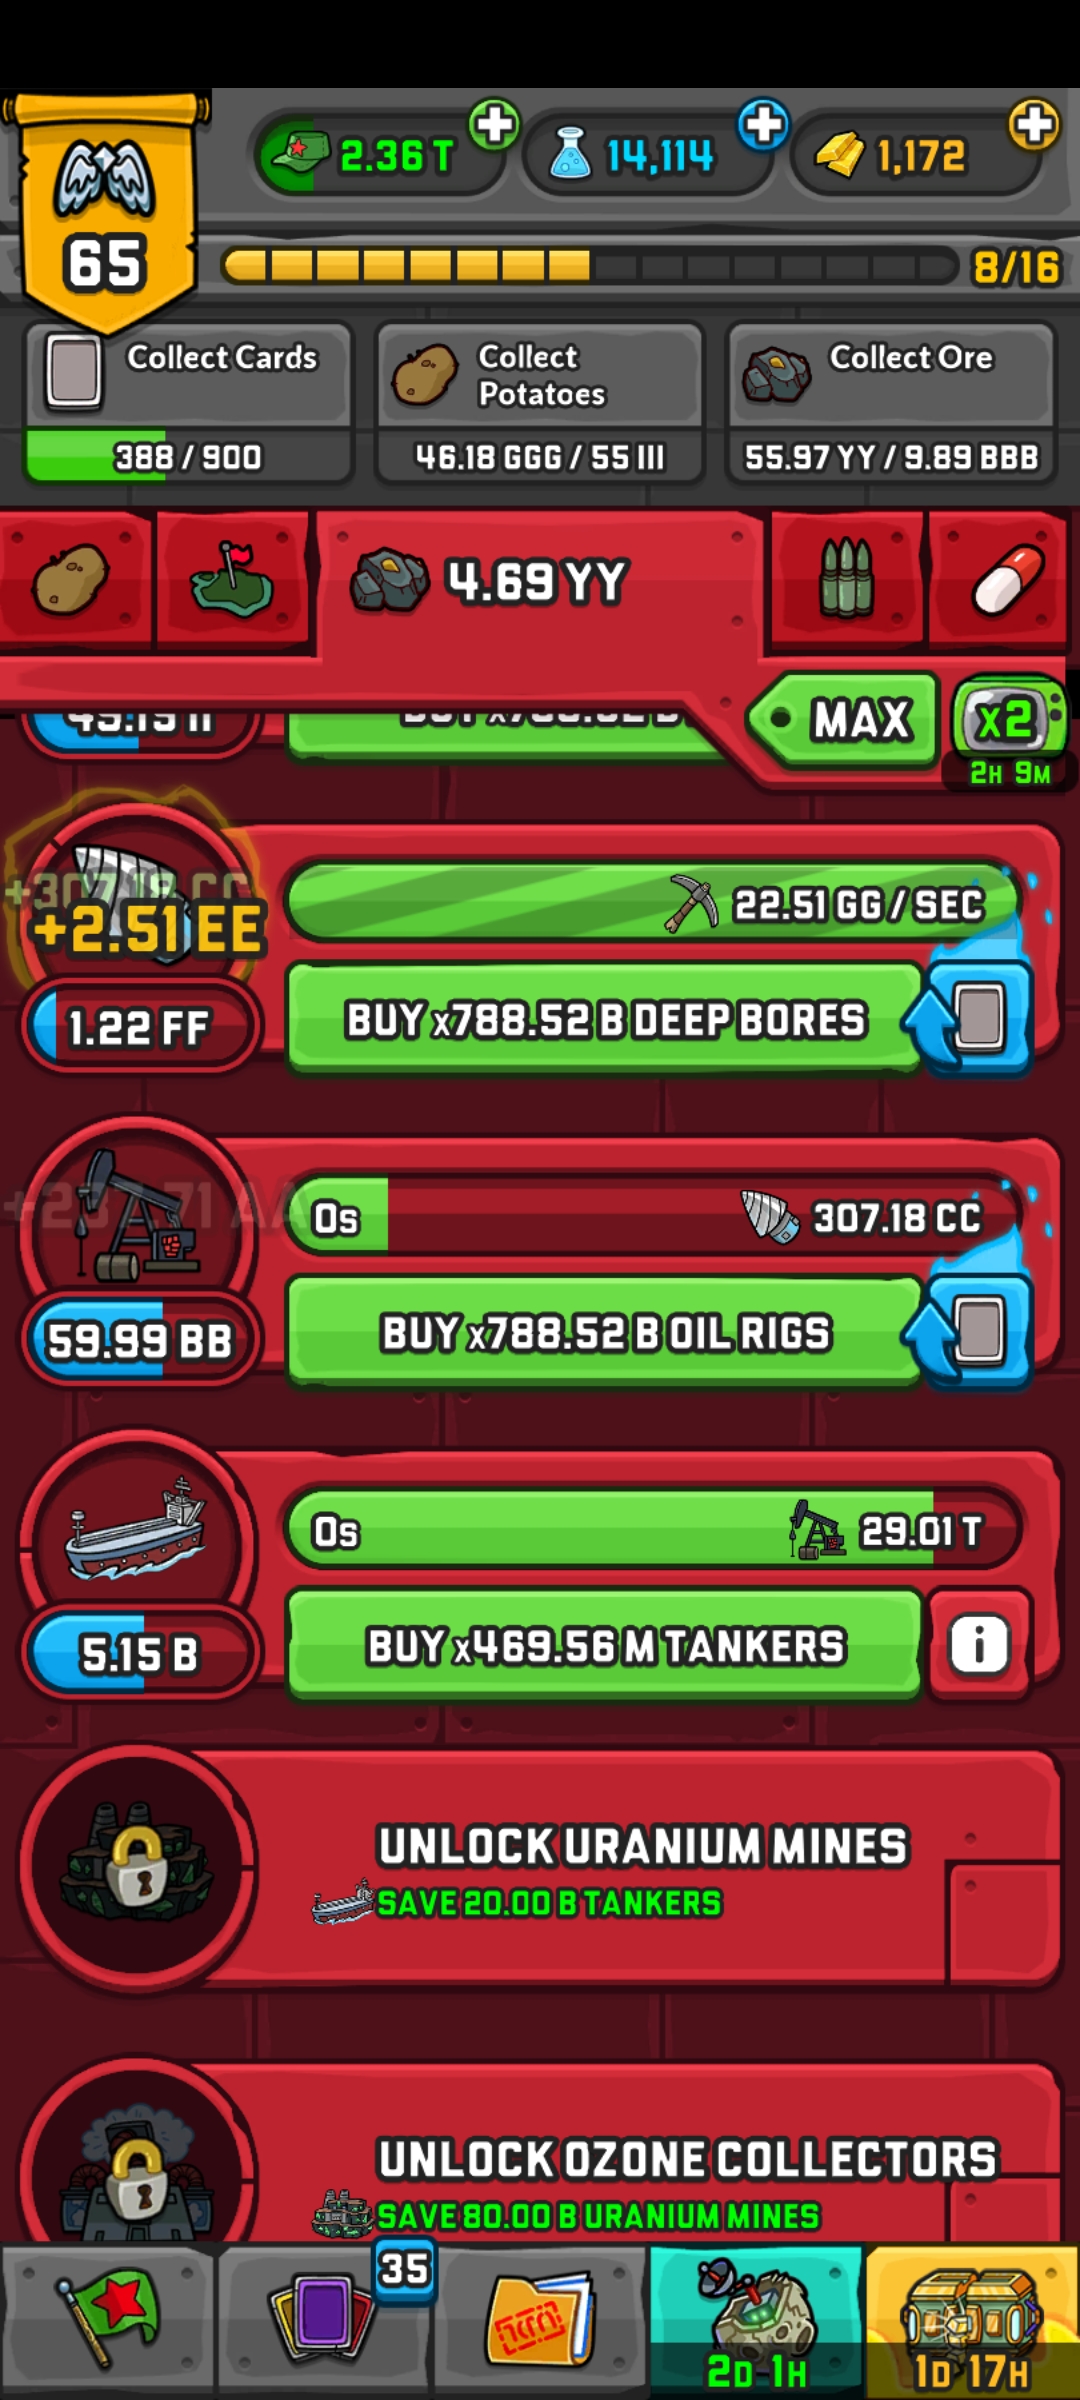 2.36 T
14,114
1,172
65
8/16
Collect Cards
Collect
Potatoes
Collect Ore
388 / 900
46.18 GGG / 55 III
55.97 YY / 9.89 BBB
4.69 YY
MAX
x2
2H 9M
+307.18 CC
+2.51 EE
22.51 GG / SEC
1.22 FF
BUY x788.52 B DEEP BORES
0s
307.18 CC
59.99 BB
BUY x788.52 B OIL RIGS
0s
29.01 T
5.15 B
BUY x469.56 M TANKERS
i
UNLOCK URANIUM MINES
SAVE 20.00 B TANKERS
UNLOCK OZONE COLLECTORS
SAVE 80.00 B URANIUM MINES
35
2D 1H
1D 17H